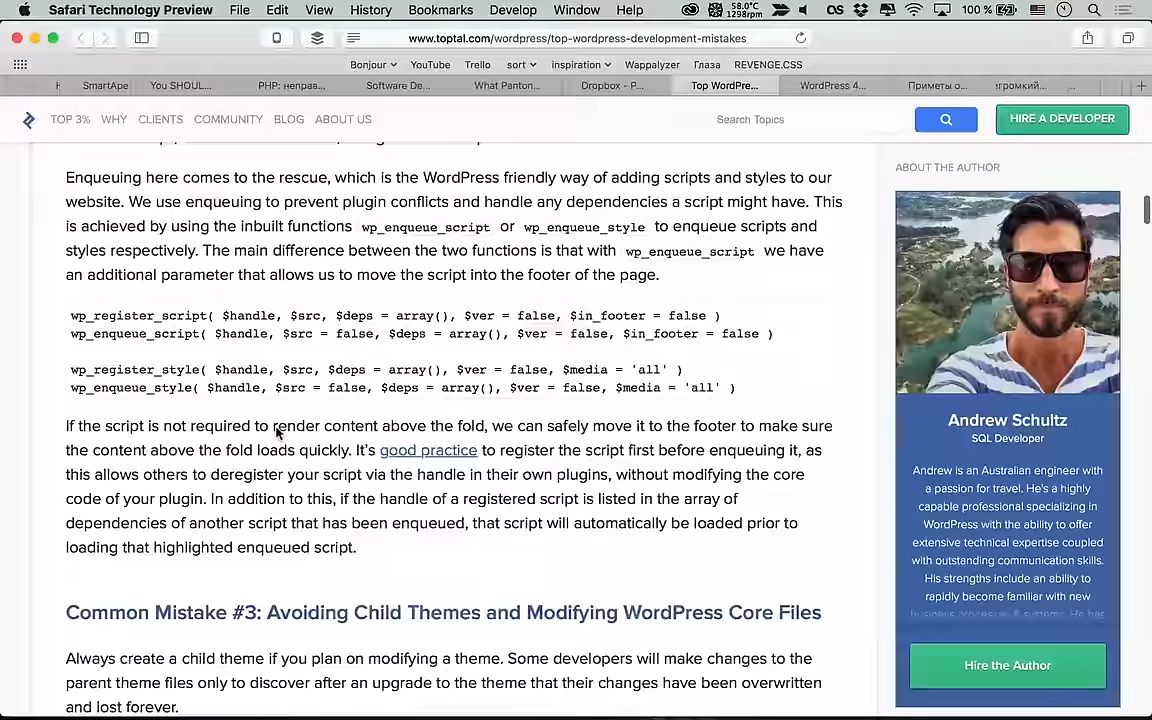 Safari Technology Preview File Edit View History Bookmarks Develop Window Help 58.0°C 1298rpm 100 %
www.toptal.com/wordpress/top-wordpress-development-mistakes
Bonjour YouTube Trello sort inspiration Wappalyzer Глаза REVENGE.CSS
SmartApe You SHOUL... PHP: неправ... Software De... What Panton... Dropbox - P... Top WordPre... WordPress 4... Приметы о... :громкий... ...
TOP 3% WHY CLIENTS COMMUNITY BLOG ABOUT US Search Topics HIRE A DEVELOPER
Enqueuing here comes to the rescue, which is the WordPress friendly way of adding scripts and styles to our
website. We use enqueuing to prevent plugin conflicts and handle any dependencies a script might have. This
is achieved by using the inbuilt functions wp_enqueue_script or wp_enqueue_style to enqueue scripts and
styles respectively. The main difference between the two functions is that with wp_enqueue_script we have
an additional parameter that allows us to move the script into the footer of the page.
wp_register_script( $handle, $src, $deps = array(), $ver = false, $in_footer = false )
wp_enqueue_script( $handle, $src = false, $deps = array(), $ver = false, $in_footer = false )
wp_register_style( $handle, $src, $deps = array(), $ver = false, $media = 'all' )
wp_enqueue_style( $handle, $src = false, $deps = array(), $ver = false, $media = 'all' )
If the script is not required to render content above the fold, we can safely move it to the footer to make sure
the content above the fold loads quickly. It's good practice to register the script first before enqueuing it, as
this allows others to deregister your script via the handle in their own plugins, without modifying the core
code of your plugin. In addition to this, if the handle of a registered script is listed in the array of
dependencies of another script that has been enqueued, that script will automatically be loaded prior to
loading that highlighted enqueued script.
Common Mistake #3: Avoiding Child Themes and Modifying WordPress Core Files
Always create a child theme if you plan on modifying a theme. Some developers will make changes to the
parent theme files only to discover after an upgrade to the theme that their changes have been overwritten
and lost forever.
ABOUT THE AUTHOR
Andrew Schultz
SQL Developer
Andrew is an Australian engineer with
a passion for travel. He's a highly
capable professional specializing in
WordPress with the ability to offer
extensive technical expertise coupled
with outstanding communication skills.
His strengths include an ability to
rapidly become familiar with new
business processes & systems. He has
Hire the Author